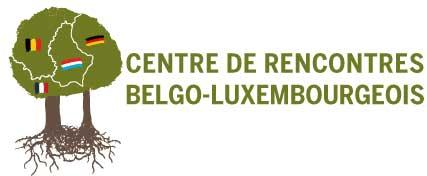 CENTRE DE RENCONTRES
BELGO-LUXEMBOURGEOIS